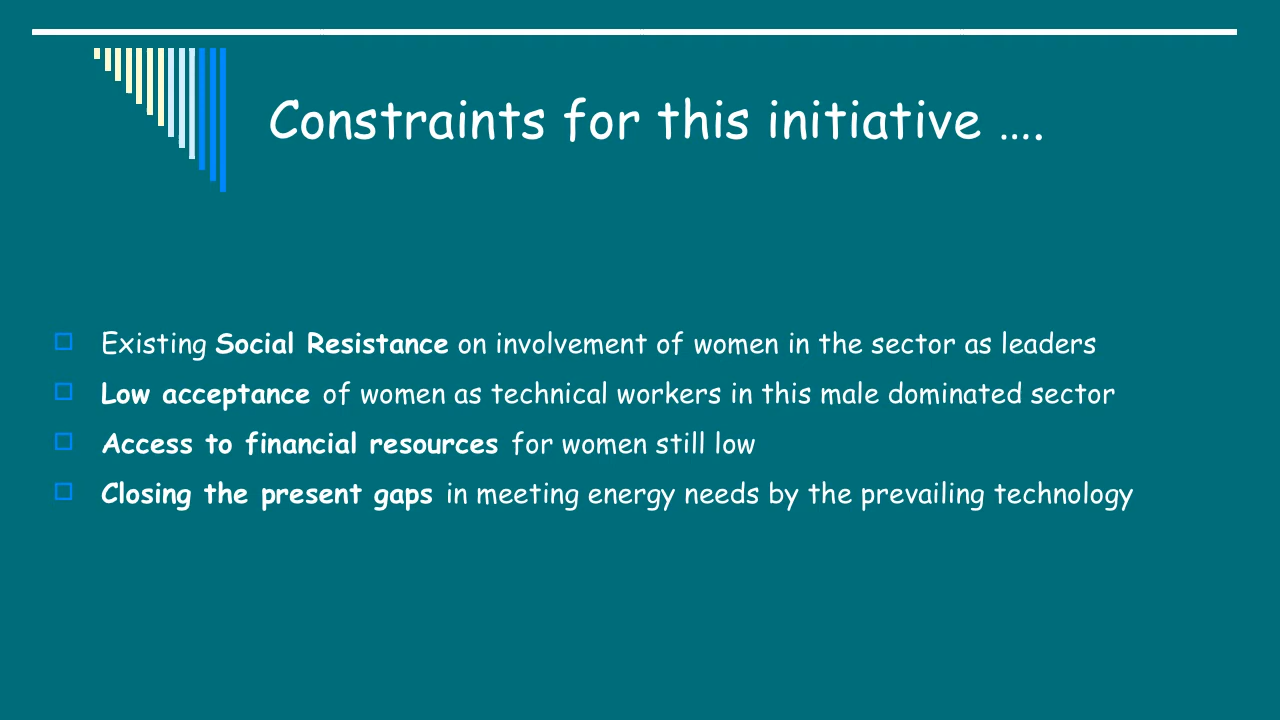 Constraints for this initiative ….
Existing Social Resistance on involvement of women in the sector as leaders
Low acceptance of women as technical workers in this male dominated sector
Access to financial resources for women still low
Closing the present gaps in meeting energy needs by the prevailing technology